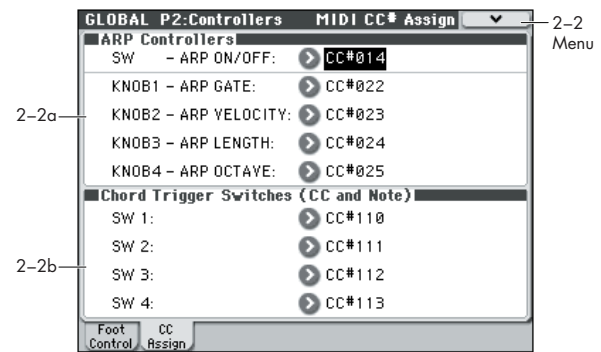 GLOBAL P2:Controllers MIDI CC# Assign
2–2
Menu
ARP Controllers
SW – ARP ON/OFF: CC#014
KNOB1 – ARP GATE: CC#022
2–2a
KNOB2 – ARP VELOCITY: CC#023
KNOB3 – ARP LENGTH: CC#024
KNOB4 – ARP OCTAVE: CC#025
Chord Trigger Switches (CC and Note)
SW 1: CC#110
SW 2: CC#111
2–2b
SW 3: CC#112
SW 4: CC#113
Foot Control
CC Assign